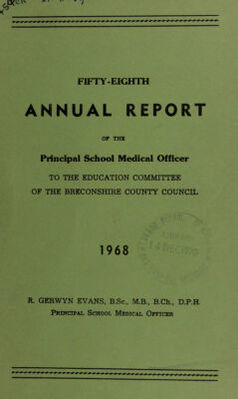 FIFTY-EIGHTH
ANNUAL REPORT
OF THE
Principal School Medical Officer
TO THE EDUCATION COMMITTEE
OF THE BRECONSHIRE COUNTY COUNCIL
1968
R. GERWYN EVANS, B.Sc., M.B., B.Ch., D.P.H.
PRINCIPAL SCHOOL MEDICAL OFFICER